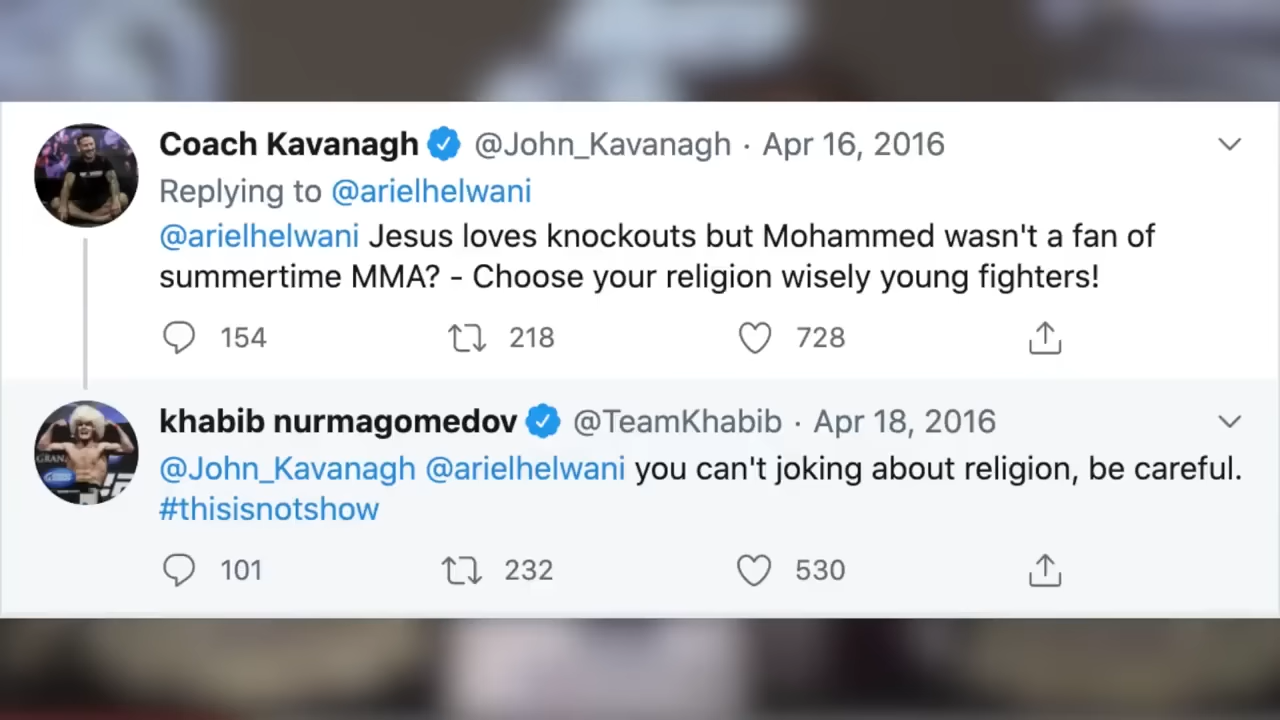 Coach Kavanagh @John_Kavanagh · Apr 16, 2016
Replying to @arielhelwani
@arielhelwani Jesus loves knockouts but Mohammed wasn't a fan of
summertime MMA? - Choose your religion wisely young fighters!
154 218 728
khabib nurmagomedov @TeamKhabib · Apr 18, 2016
@John_Kavanagh @arielhelwani you can't joking about religion, be careful.
#thisisnotshow
101 232 530